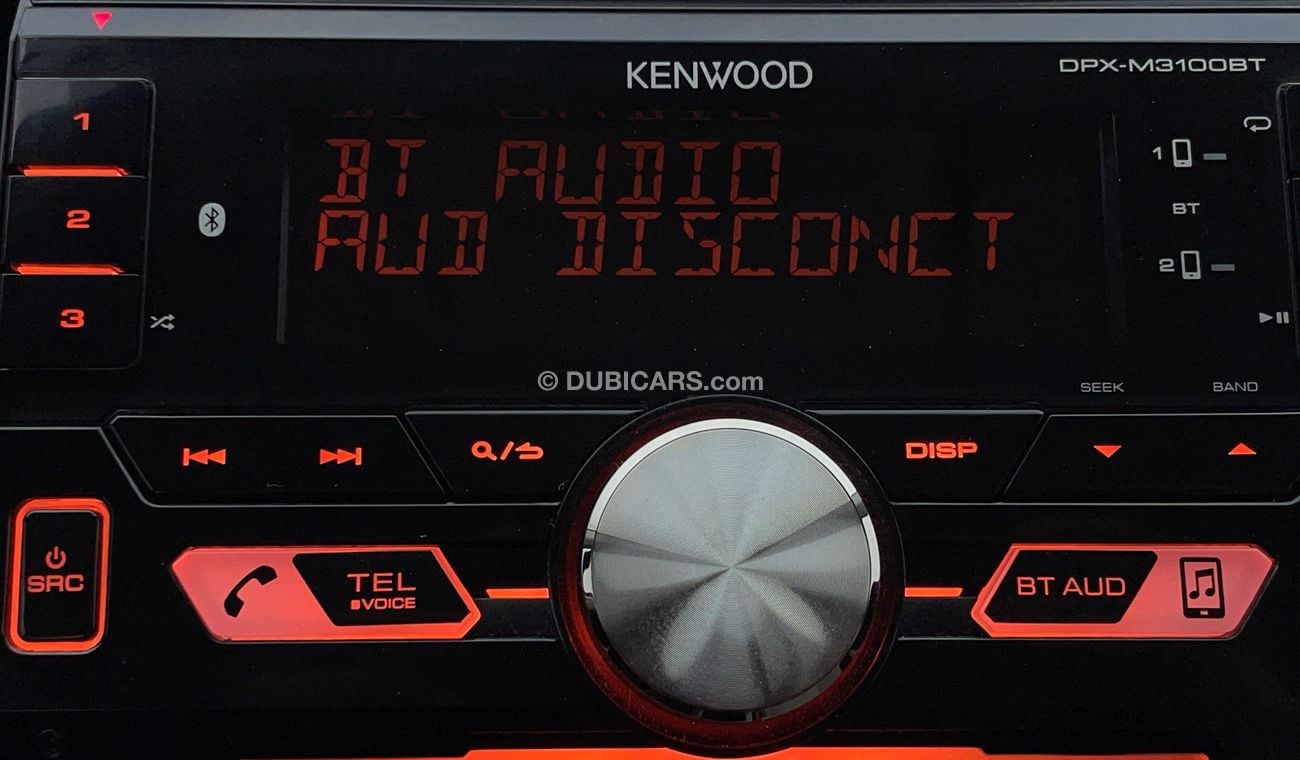 KENWOOD
DPX-M3100BT
1
2
3
BT AUDIO
AUD DISCONCT
1
BT
2
© DUBICARS.com
SEEK
BAND
DISP
SRC
TEL
VOICE
BT AUD